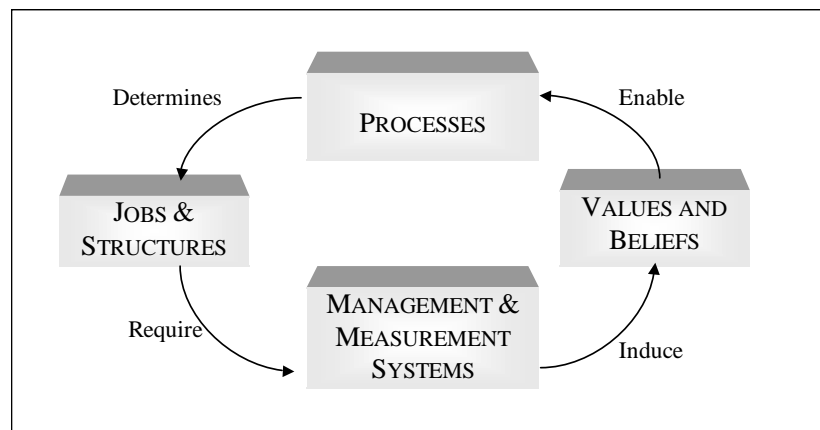 Determines
PROCESSES
Enable
JOBS &
STRUCTURES
VALUES AND
BELIEFS
MANAGEMENT &
MEASUREMENT
SYSTEMS
Require
Induce